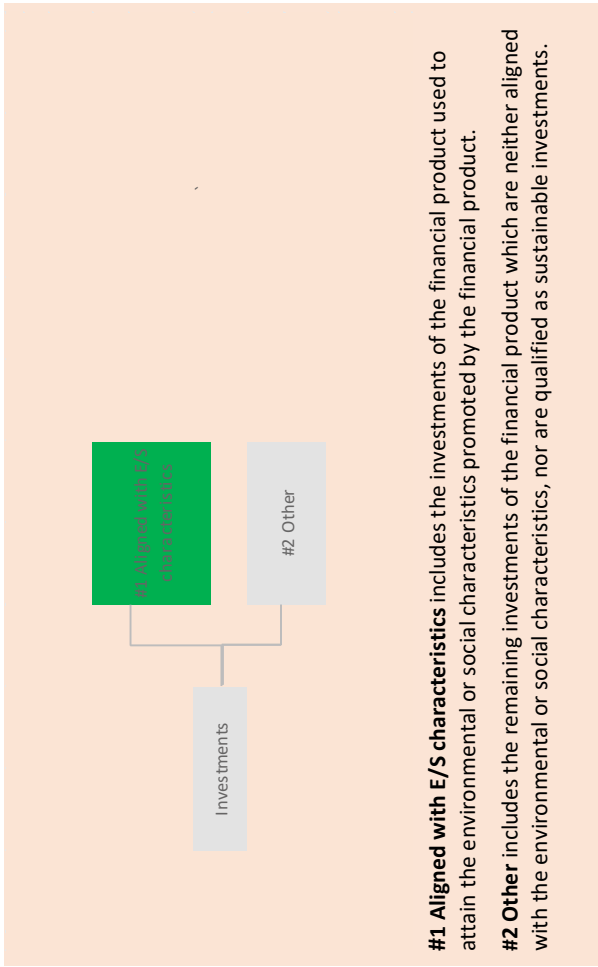 Investments
#1 Aligned with E/S
characteristics
#2 Other
#1 Aligned with E/S characteristics includes the investments of the financial product used to
attain the environmental or social characteristics promoted by the financial product.
#2 Other includes the remaining investments of the financial product which are neither aligned
with the environmental or social characteristics, nor are qualified as sustainable investments.